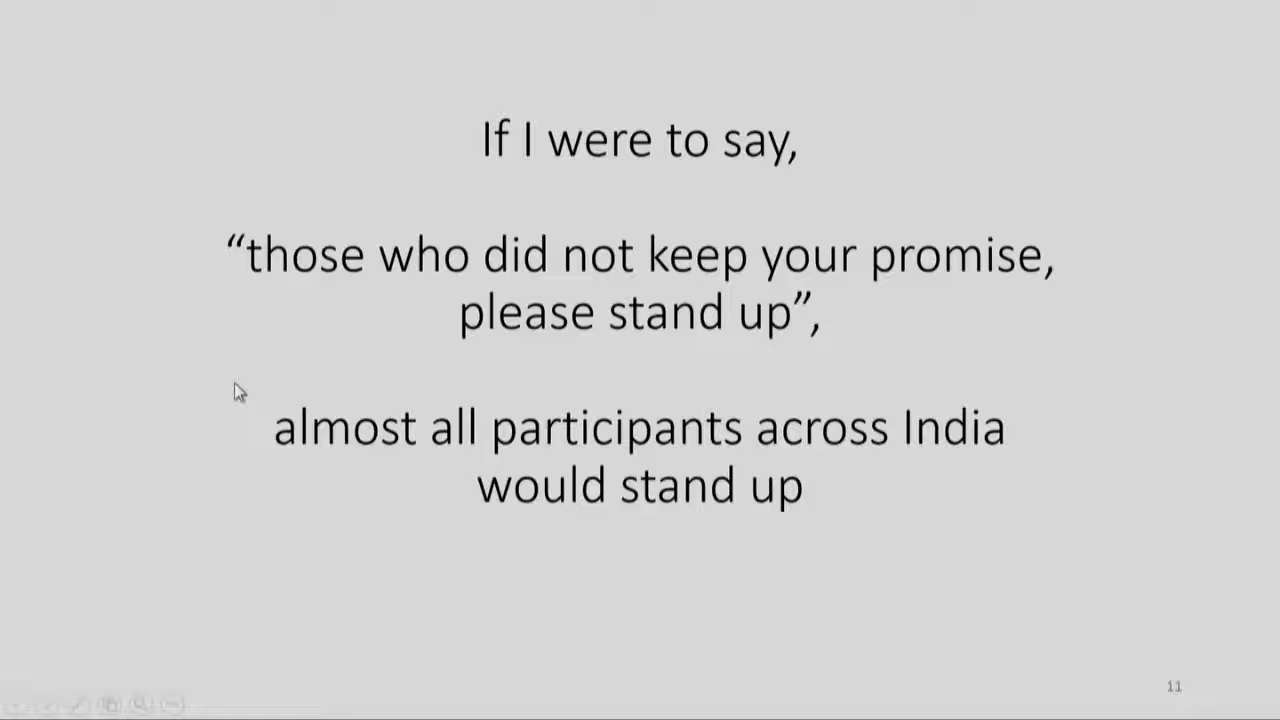 If I were to say,
“those who did not keep your promise,
please stand up”,
almost all participants across India
would stand up
11